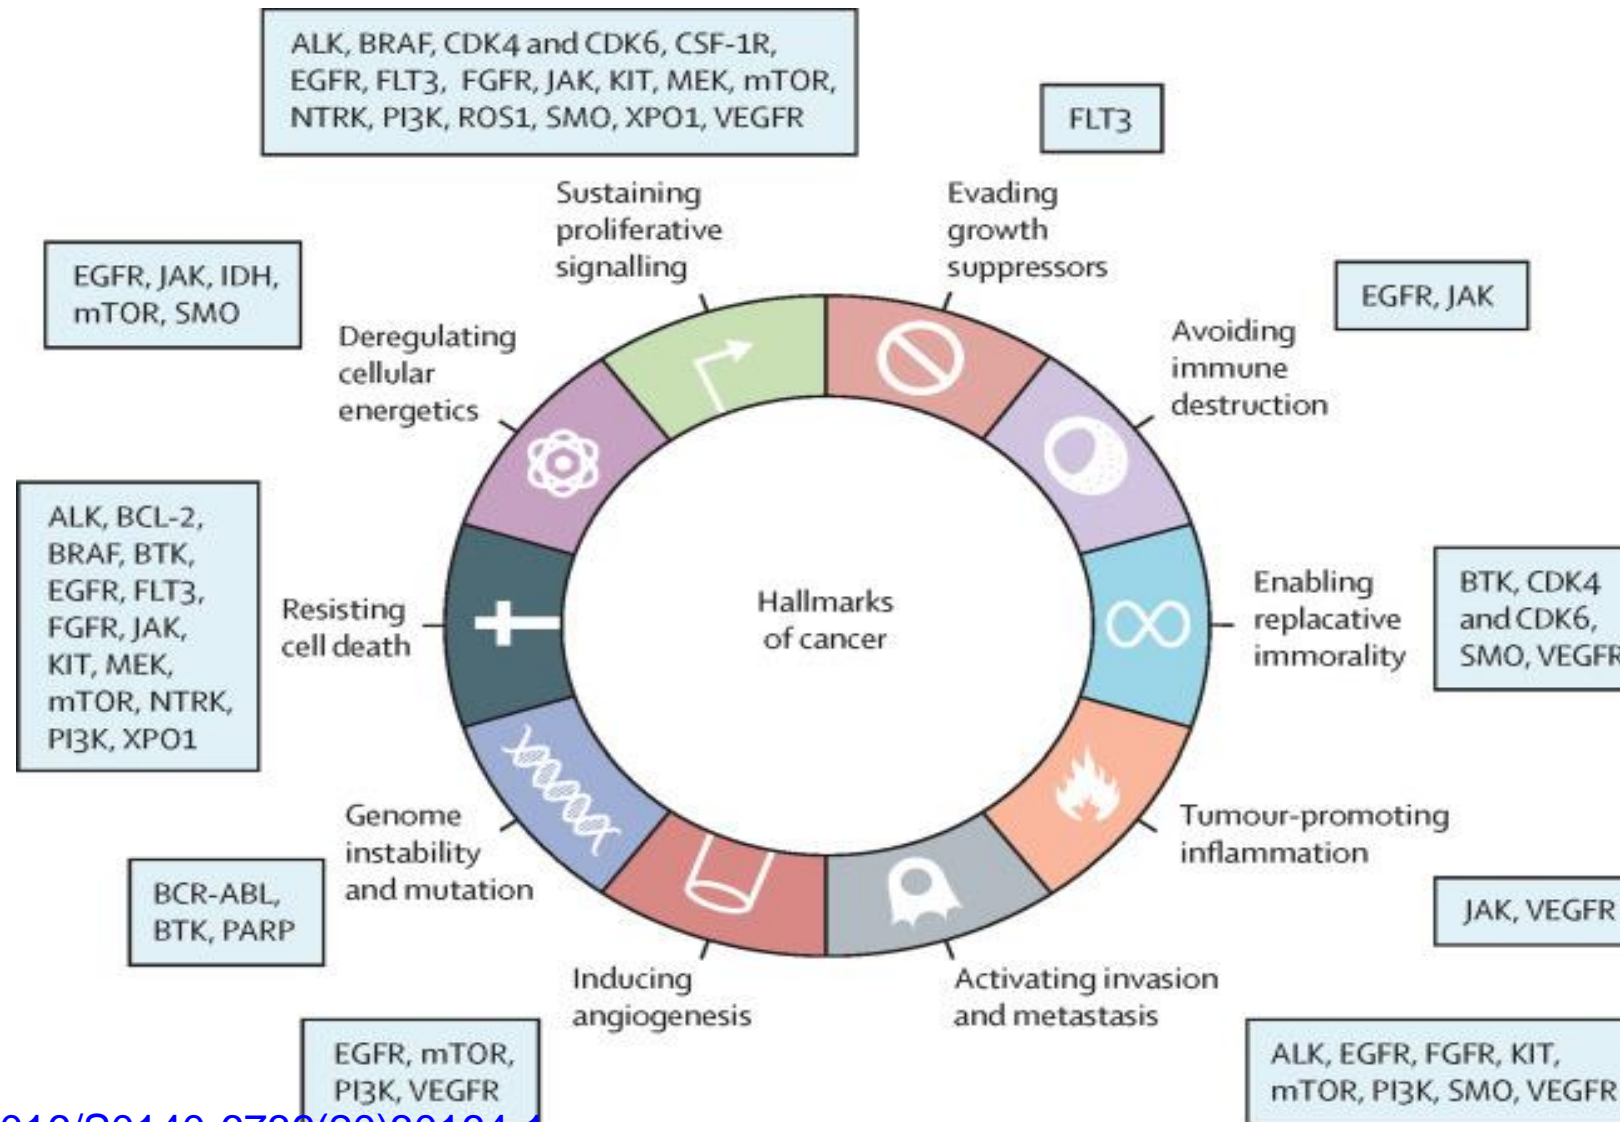 ALK, BRAF, CDK4 and CDK6, CSF-1R,
EGFR, FLT3, FGFR, JAK, KIT, MEK, mTOR,
NTRK, PI3K, ROS1, SMO, XPO1, VEGFR
FLT3
Sustaining
proliferative
signalling
Evading
growth
suppressors
EGFR, JAK, IDH,
mTOR, SMO
EGFR, JAK
Deregulating
cellular
energetics
Avoiding
immune
destruction
ALK, BCL-2,
BRAF, BTK,
EGFR, FLT3,
FGFR, JAK,
KIT, MEK,
mTOR, NTRK,
PI3K, XPO1
Resisting
cell death
Hallmarks
of cancer
Enabling
replacative
immorality
BTK, CDK4
and CDK6,
SMO, VEGFR
Genome
instability
and mutation
Tumour-promoting
inflammation
BCR-ABL,
BTK, PARP
JAK, VEGFR
Inducing
angiogenesis
Activating invasion
and metastasis
EGFR, mTOR,
PI3K, VEGFR
ALK, EGFR, FGFR, KIT,
mTOR, PI3K, SMO, VEGFR